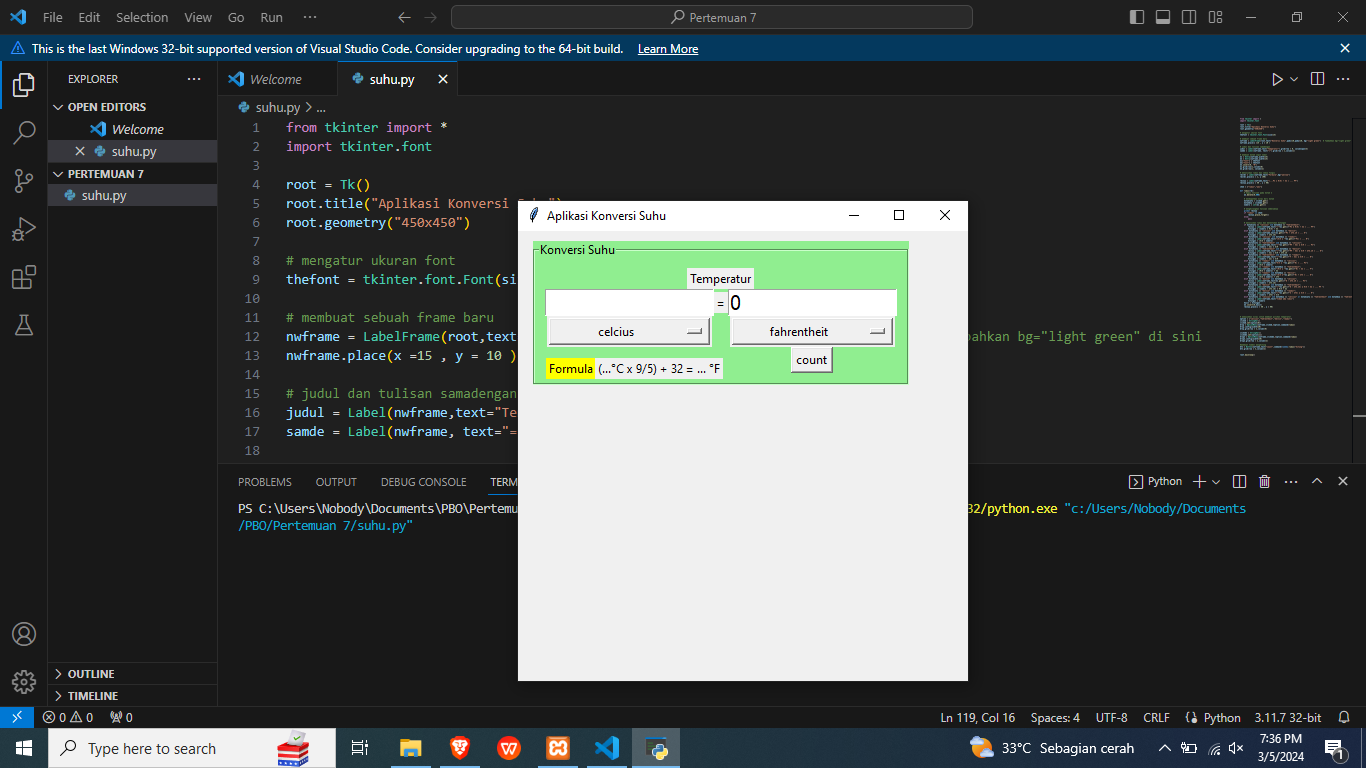 File Edit Selection View Go Run ··· Pertemuan 7
This is the last Windows 32-bit supported version of Visual Studio Code. Consider upgrading to the 64-bit build. Learn More
EXPLORER
OPEN EDITORS
Welcome
suhu.py
PERTEMUAN 7
suhu.py
OUTLINE
TIMELINE
Welcome suhu.py
suhu.py > ...
1 from tkinter import *
2 import tkinter.font
3
4 root = Tk()
5 root.title("Aplikasi Konversi
6 root.geometry("450x450")
7
8 # mengatur ukuran font
9 thefont = tkinter.font.Font(si
10
11 # membuat sebuah frame baru
12 nwframe = LabelFrame(root,text bahkan bg="light green" di sini
13 nwframe.place(x =15 , y = 10 )
14
15 # judul dan tulisan samadengan
16 judul = Label(nwframe,text="Te
17 samde = Label(nwframe, text="=
18
Aplikasi Konversi Suhu
Konversi Suhu
Temperatur
= 0
celcius fahrentheit
count
Formula (...°C x 9/5) + 32 = ... °F
PROBLEMS OUTPUT DEBUG CONSOLE TERM Python
PS C:\Users\Nobody\Documents\PBO\Pertemu 32/python.exe "c:/Users/Nobody/Documents
/PBO/Pertemuan 7/suhu.py"
0 0 0 Ln 119, Col 16 Spaces: 4 UTF-8 CRLF Python 3.11.7 32-bit
Type here to search 33°C Sebagian cerah 7:36 PM
3/5/2024
1